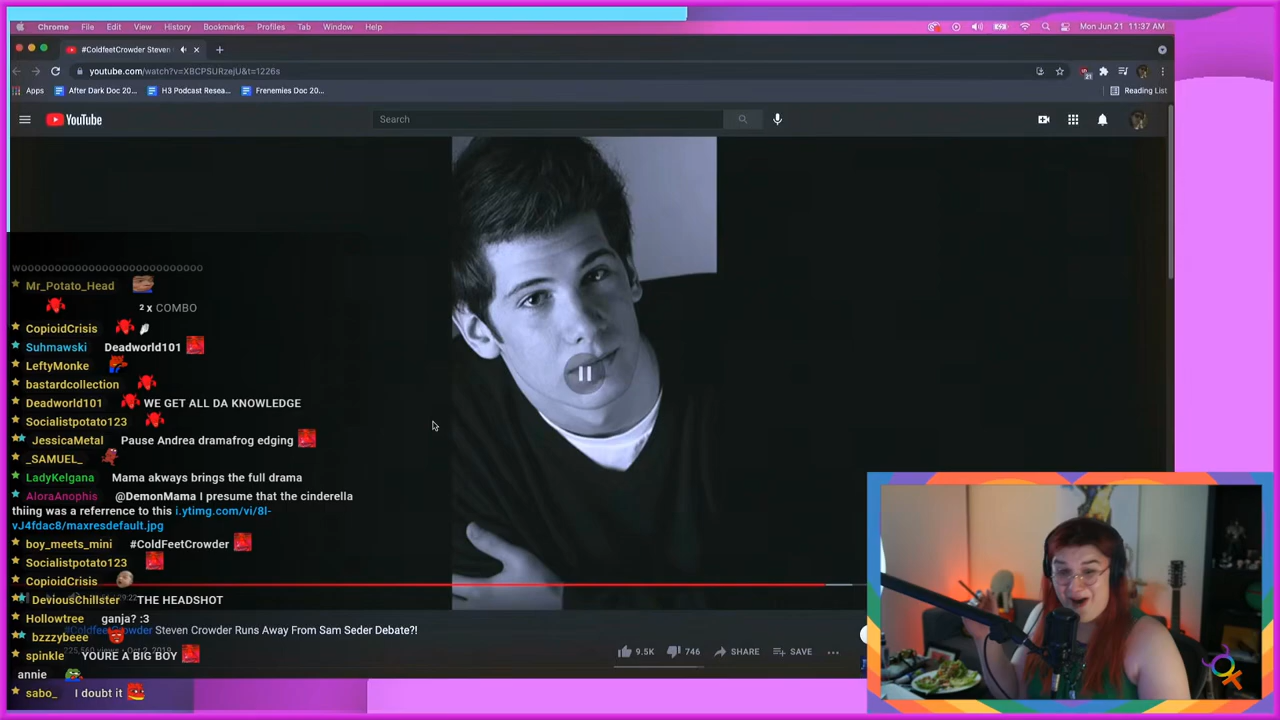 Chrome File Edit View History Bookmarks Profiles Tab Window Help Mon Jun 21 11:37 AM
#ColdfeetCrowder Steven
youtube.com/watch?v=XBCPSURzejU&t=1226s
21
Apps After Dark Doc 20... H3 Podcast Resea... Frenemies Doc 20... Reading List
YouTube Search
woooooooooooooooooooooooooooo
Mr_Potato_Head
2 x COMBO
CopioidCrisis
Suhmawski Deadworld101
LeftyMonke
bastardcollection
Deadworld101 WE GET ALL DA KNOWLEDGE
Socialistpotato123
JessicaMetal Pause Andrea dramafrog edging
_SAMUEL_
LadyKelgana Mama akways brings the full drama
AloraAnophis @DemonMama I presume that the cinderella
thiing was a referrence to this i.ytimg.com/vi/8l-
vJ4fdac8/maxresdefault.jpg
boy_meets_mini #ColdFeetCrowder
Socialistpotato123
CopioidCrisis
DeviousChillster THE HEADSHOT
Hollowtree ganja? :3
#ColdfeetCrowder Steven Crowder Runs Away From Sam Seder Debate?!
bzzzybeee
spinkle YOURE A BIG BOY
9.5K 746 SHARE SAVE
annie
sabo_ I doubt it